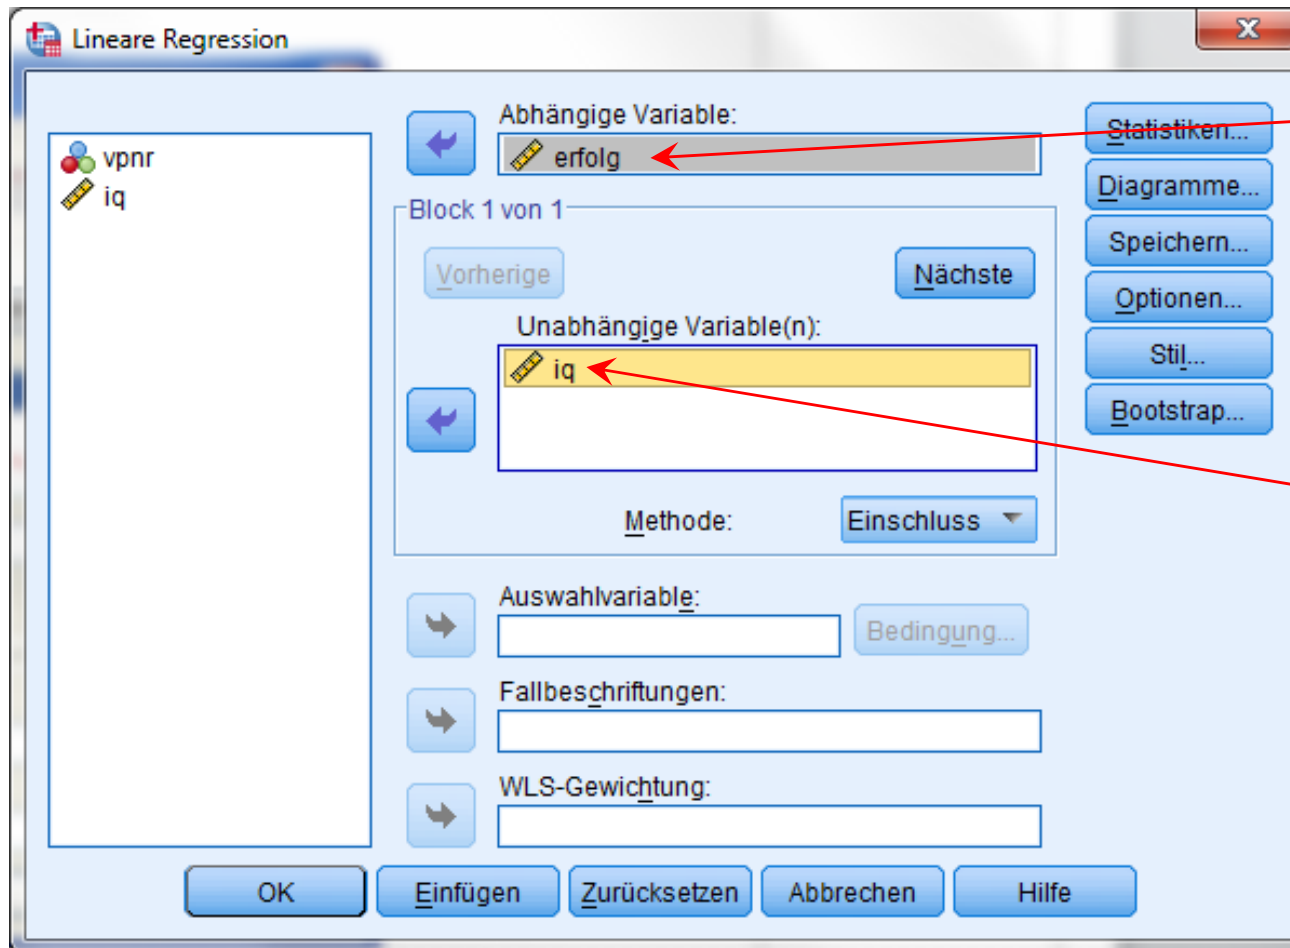 Lineare Regression
vpnr
iq
Abhängige Variable:
erfolg
Block 1 von 1
Vorherige
Nächste
Unabhängige Variable(n):
iq
Methode:
Einschluss
Auswahlvariable:
Bedingung...
Fallbeschriftungen:
WLS-Gewichtung:
Statistiken...
Diagramme...
Speichern...
Optionen...
Stil...
Bootstrap...
OK
Einfügen
Zurücksetzen
Abbrechen
Hilfe